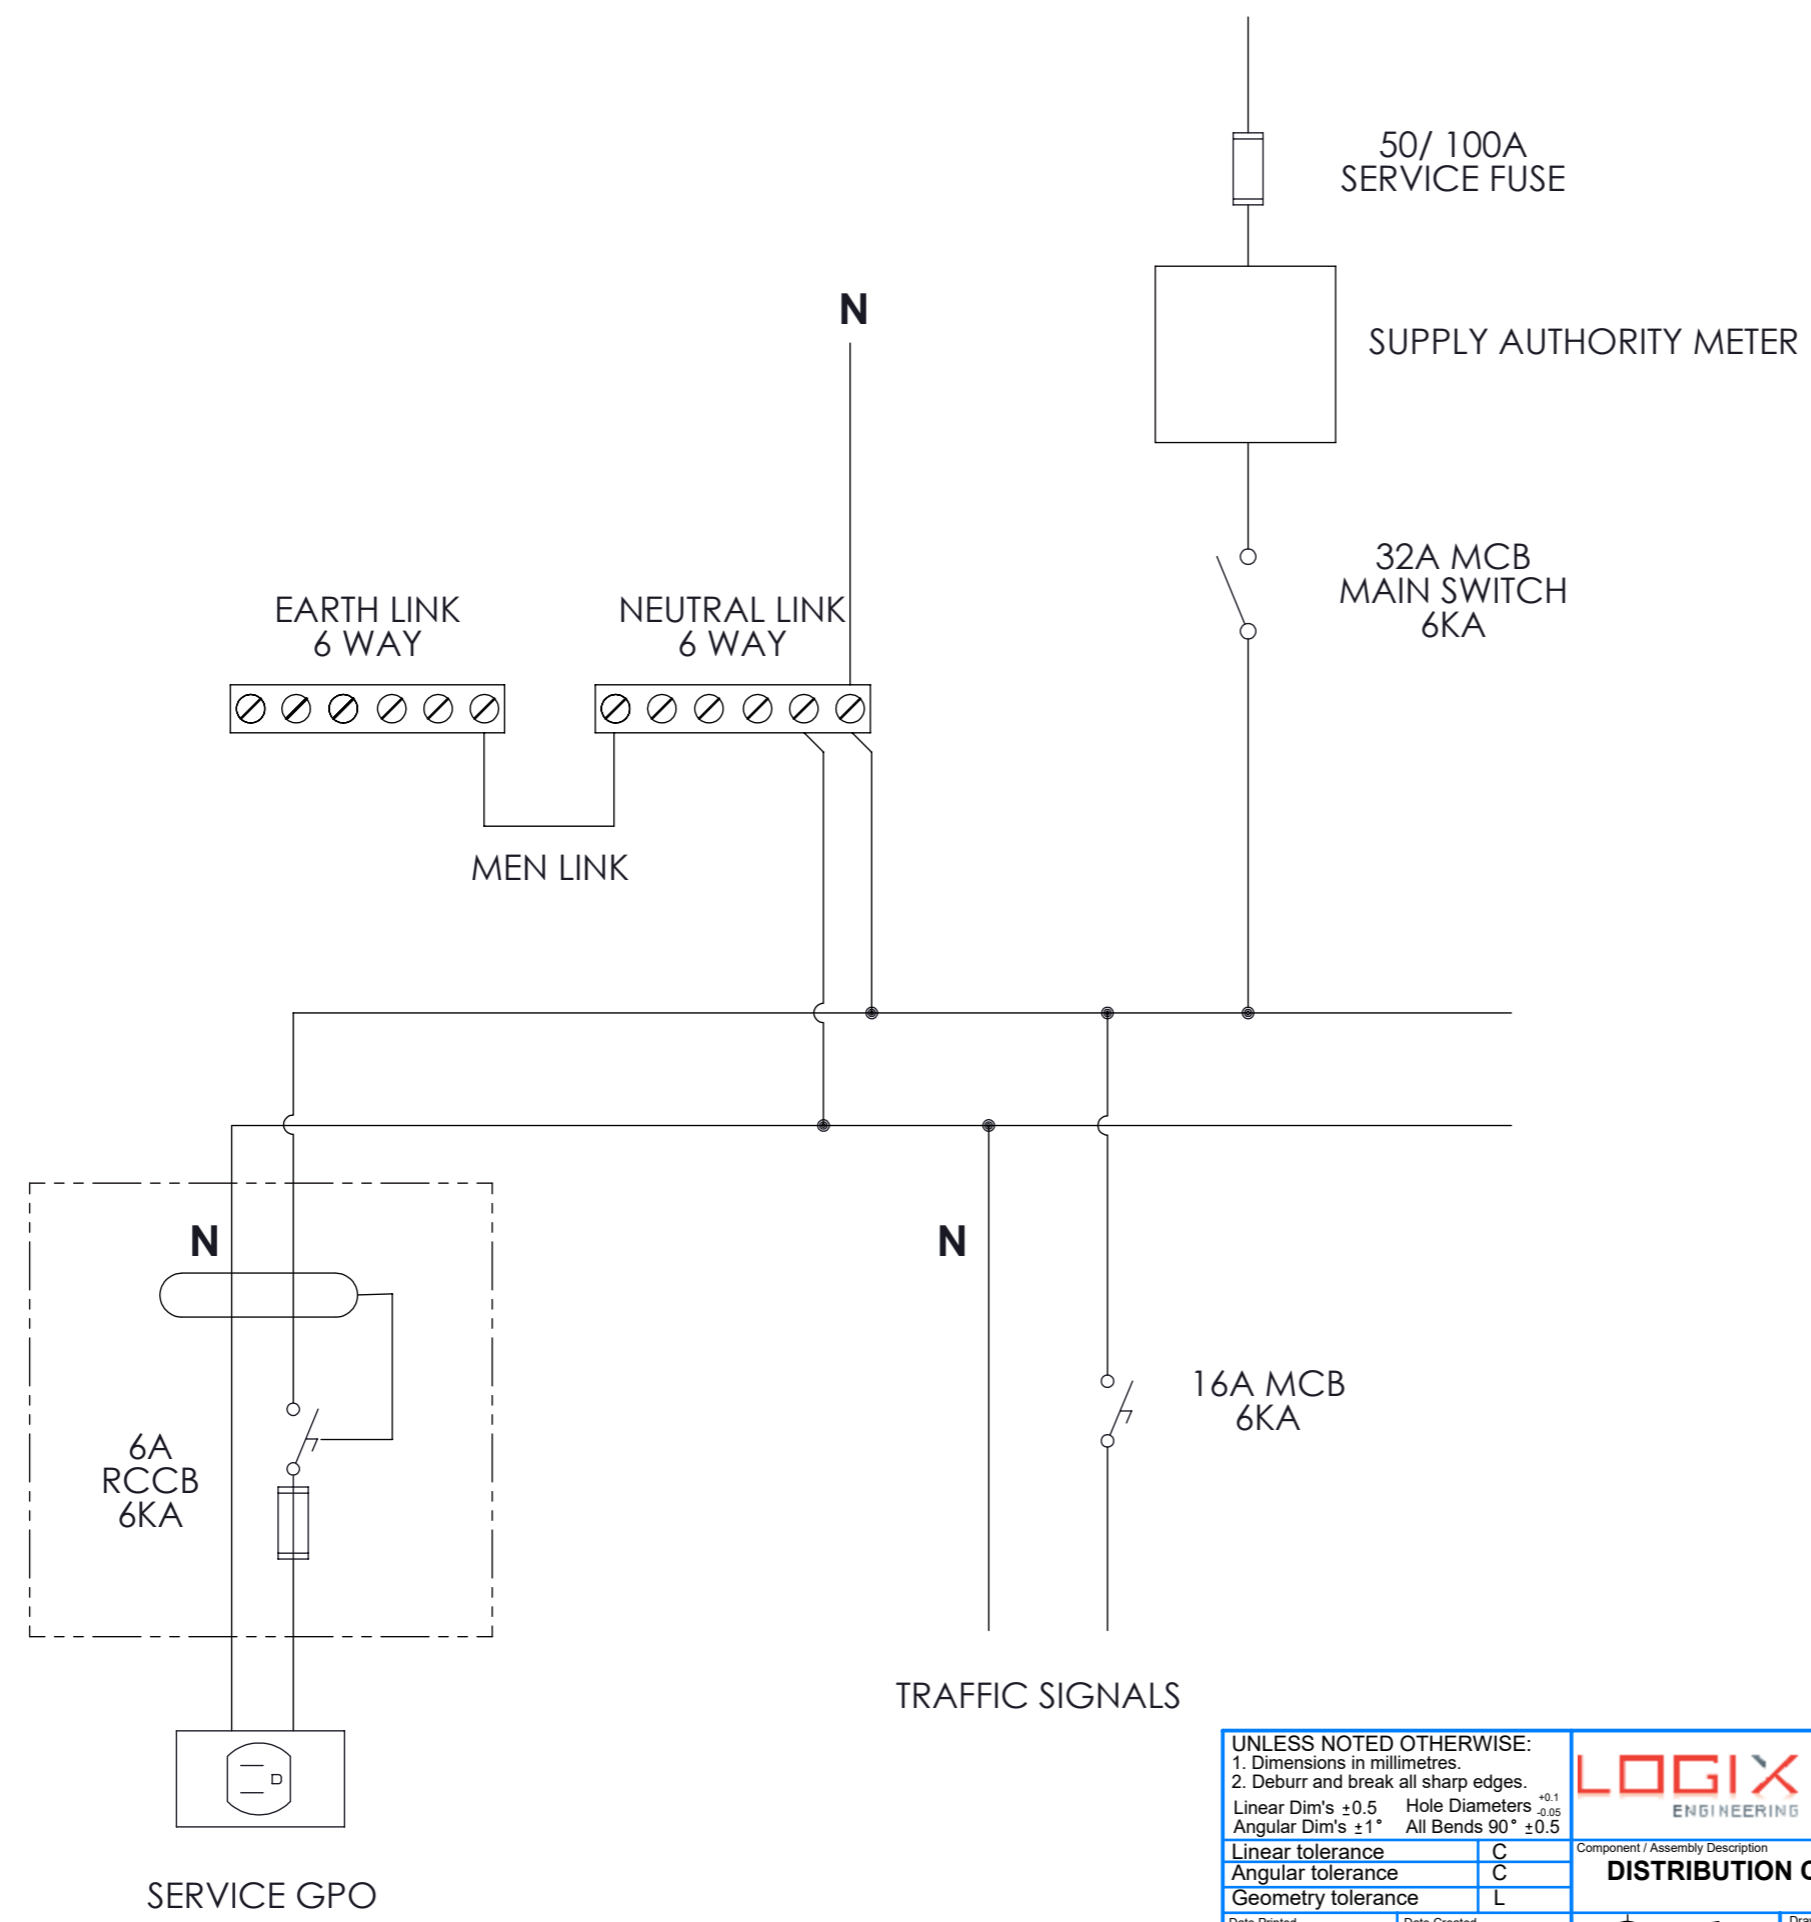 50/ 100A
SERVICE FUSE
N
SUPPLY AUTHORITY METER
32A MCB
MAIN SWITCH
6KA
EARTH LINK
6 WAY
NEUTRAL LINK
6 WAY
MEN LINK
N
N
16A MCB
6KA
6A
RCCB
6KA
TRAFFIC SIGNALS
SERVICE GPO
UNLESS NOTED OTHERWISE:
1. Dimensions in millimetres.
2. Deburr and break all sharp edges.
Linear Dim's ±0.5 Hole Diameters +0.1 -0.05
Angular Dim's ±1° All Bends 90° ±0.5
Linear tolerance C
Angular tolerance C
Geometry tolerance L
LOGIX
ENGINEERING
Component / Assembly Description
DISTRIBUTION